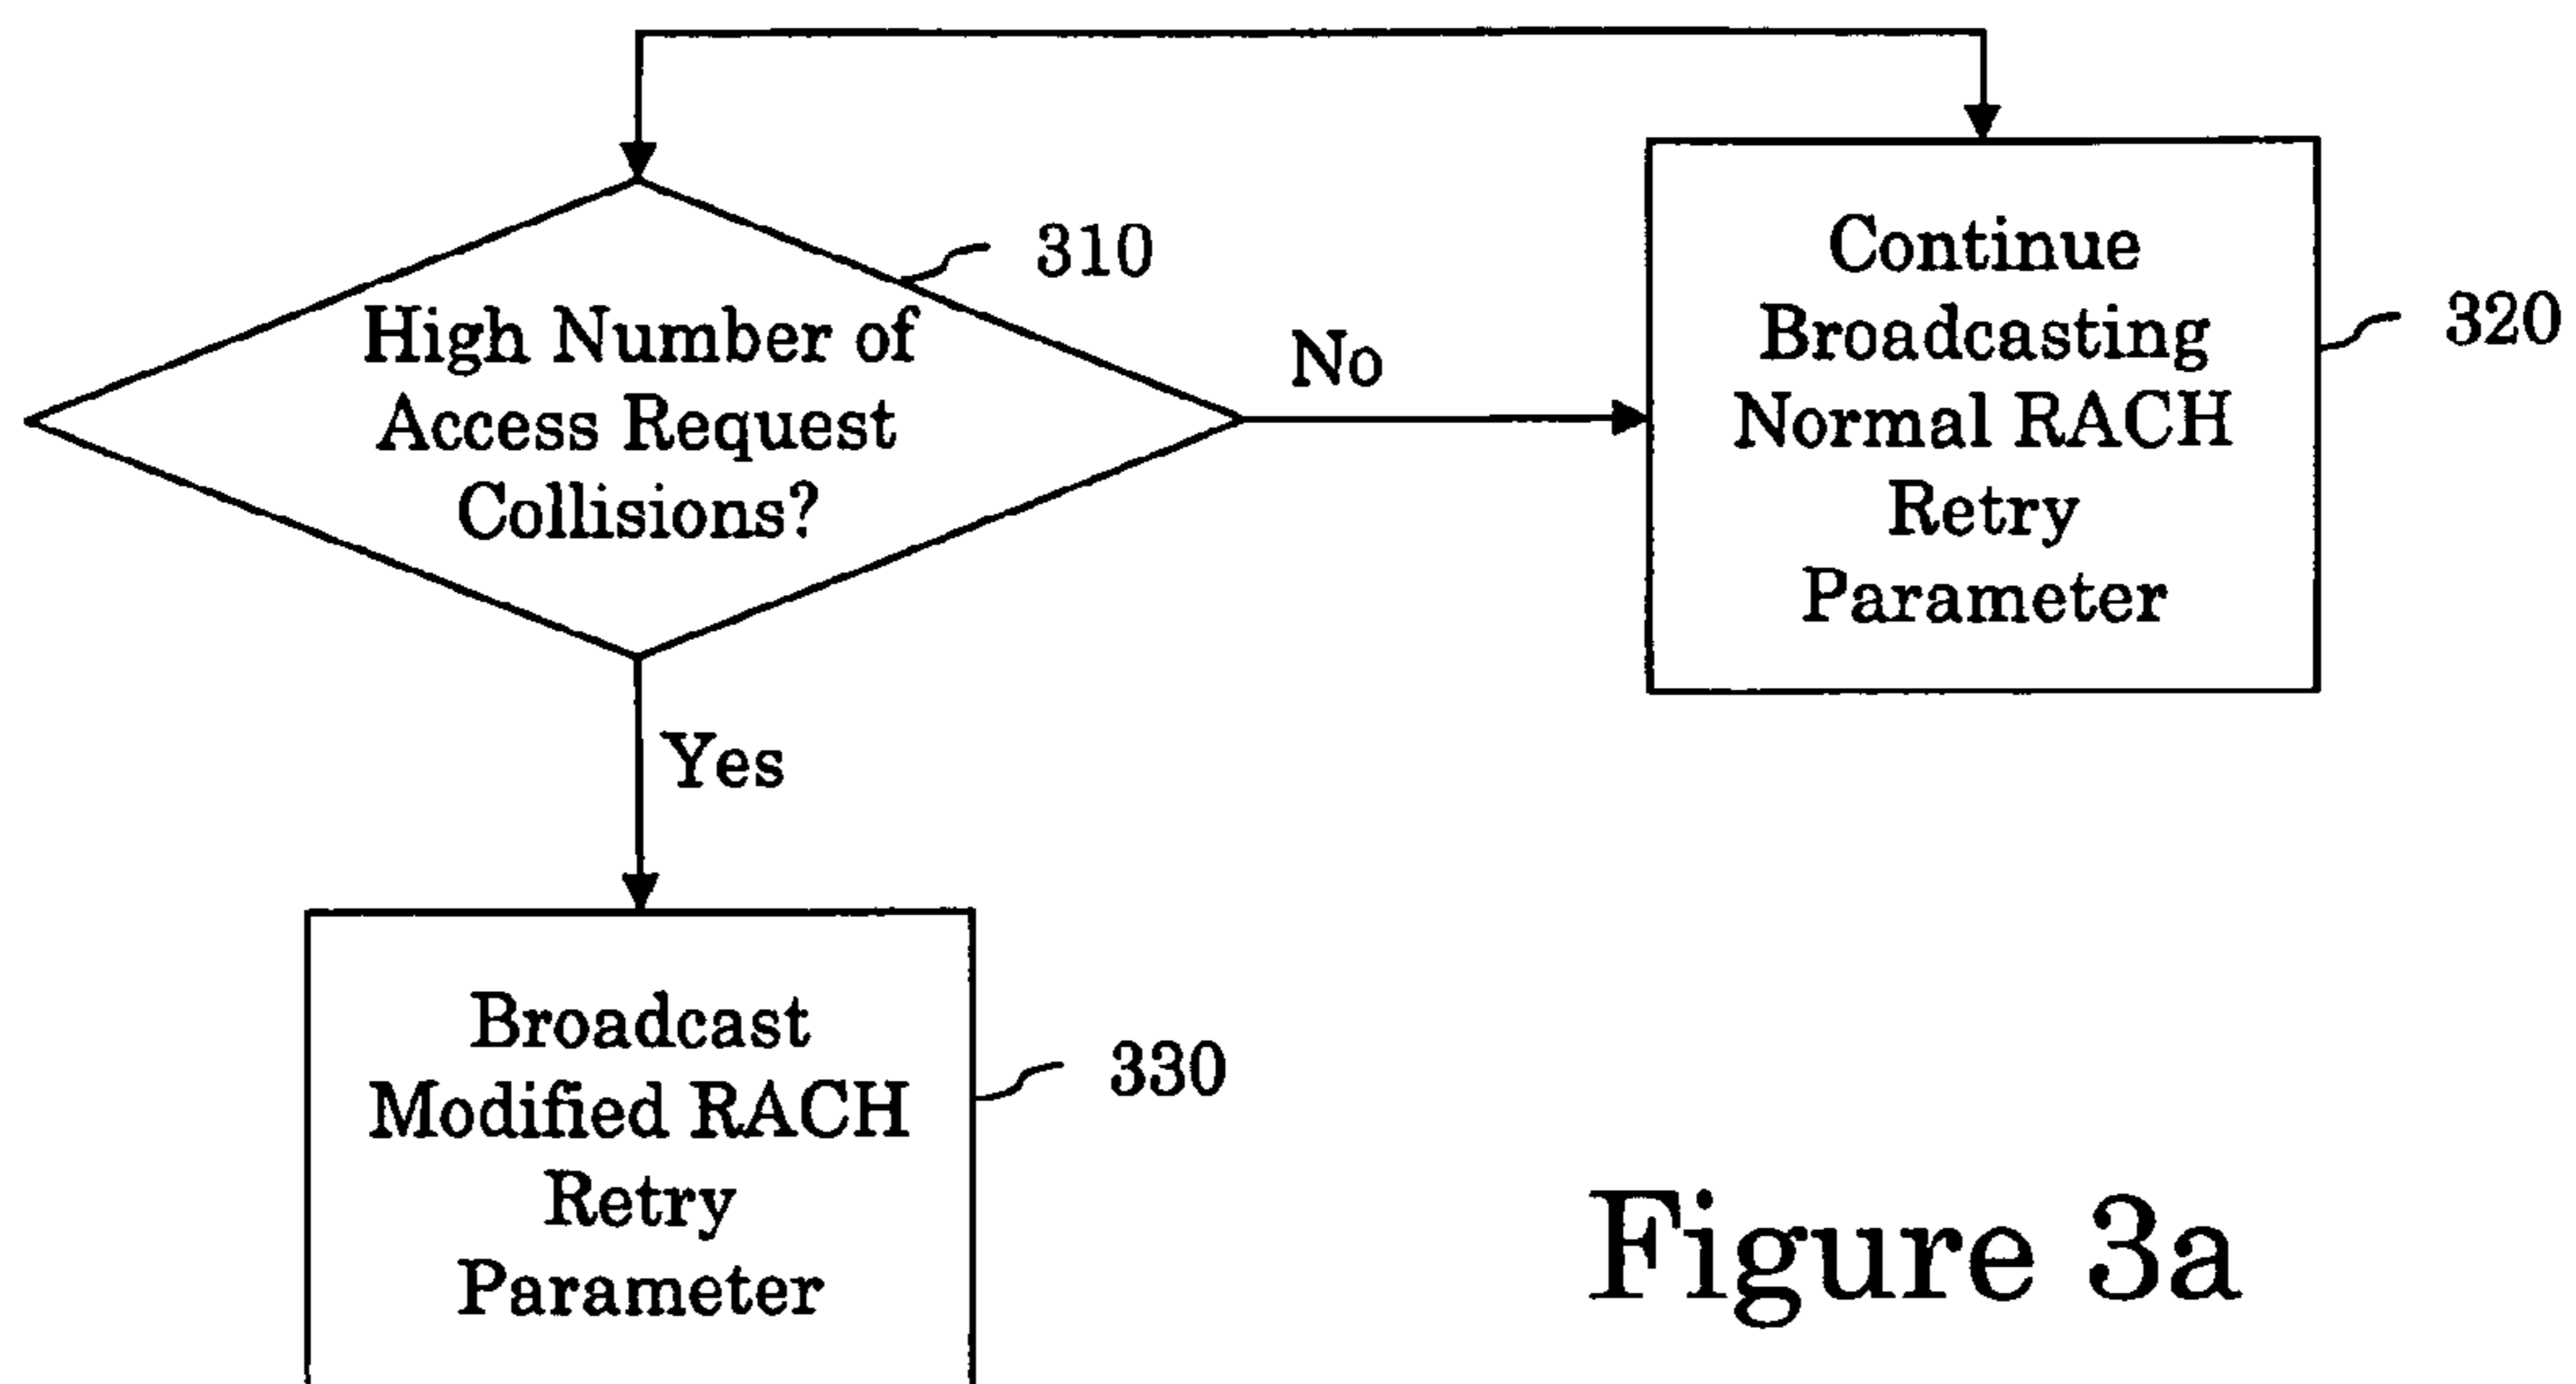 310
High Number of
Access Request
Collisions?
No
Continue
Broadcasting
Normal RACH
Retry
Parameter
320
Yes
Broadcast
Modified RACH
Retry
Parameter
330
Figure 3a